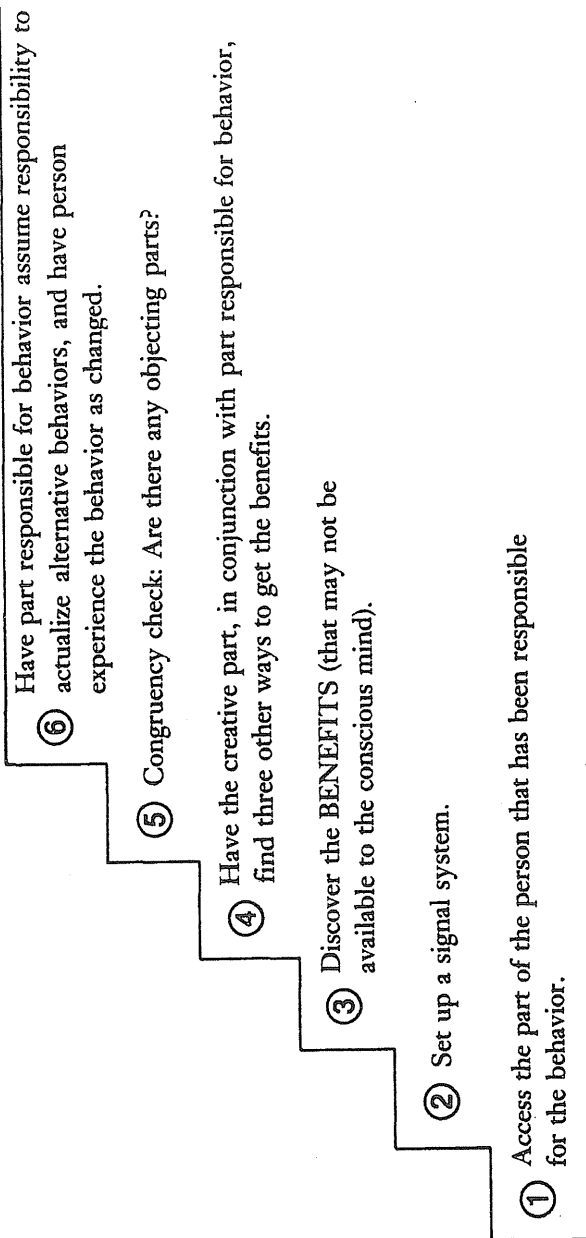 ⑥ Have part responsible for behavior assume responsibility to
actualize alternative behaviors, and have person
experience the behavior as changed.
⑤ Congruency check: Are there any objecting parts?
④ Have the creative part, in conjunction with part responsible for behavior,
find three other ways to get the benefits.
③ Discover the BENEFITS (that may not be
available to the conscious mind).
② Set up a signal system.
① Access the part of the person that has been responsible
for the behavior.